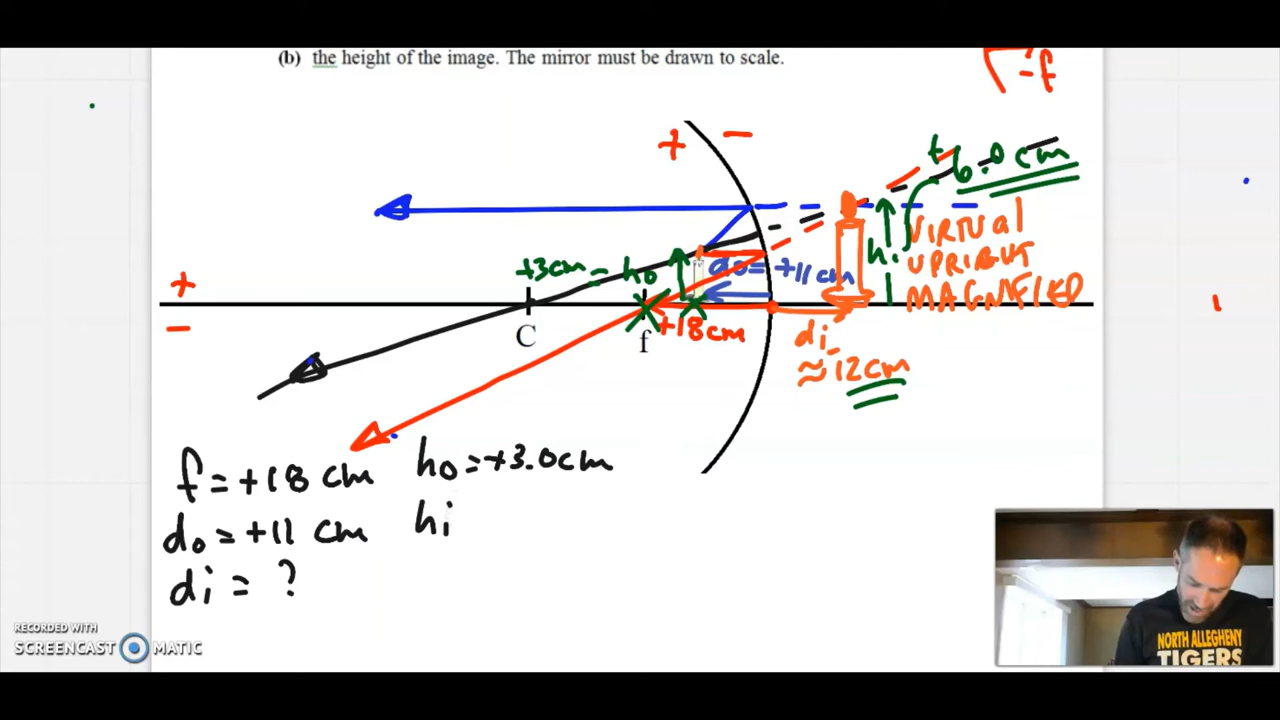 (b) the height of the image. The mirror must be drawn to scale.
= f
+ −
+6.0 cm
VIRTUAL
UPRIGHT
MAGNIFIED
hi
+3cm = ho
do = +11 cm
+
−
C
f
+18cm
di
≈ 12cm
f = +18 cm
ho = +3.0cm
do = +11 cm
hi
di = ?
RECORDED WITH
SCREENCAST MATIC
NORTH ALLEGHENY
TIGERS